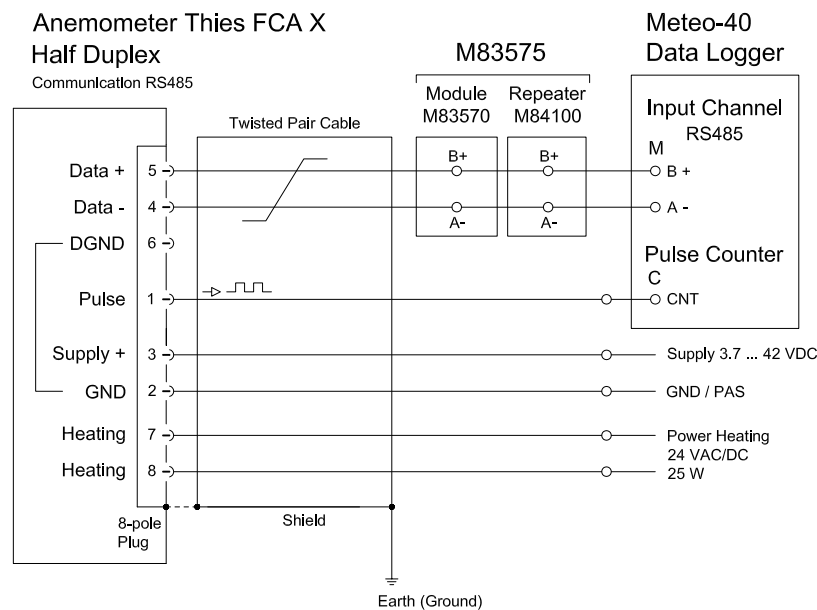 Anemometer Thies FCA X
Half Duplex
Communication RS485
M83575
Meteo-40
Data Logger
Module
M83570
Repeater
M84100
Input Channel
RS485
Twisted Pair Cable
M
Data + 5 B+ B+ B +
Data - 4 A- A- A -
DGND 6
Pulse Counter
C
Pulse 1 CNT
Supply + 3 Supply 3.7 ... 42 VDC
GND 2 GND / PAS
Heating 7 Power Heating
24 VAC/DC
Heating 8 25 W
8-pole
Plug
Shield
Earth (Ground)